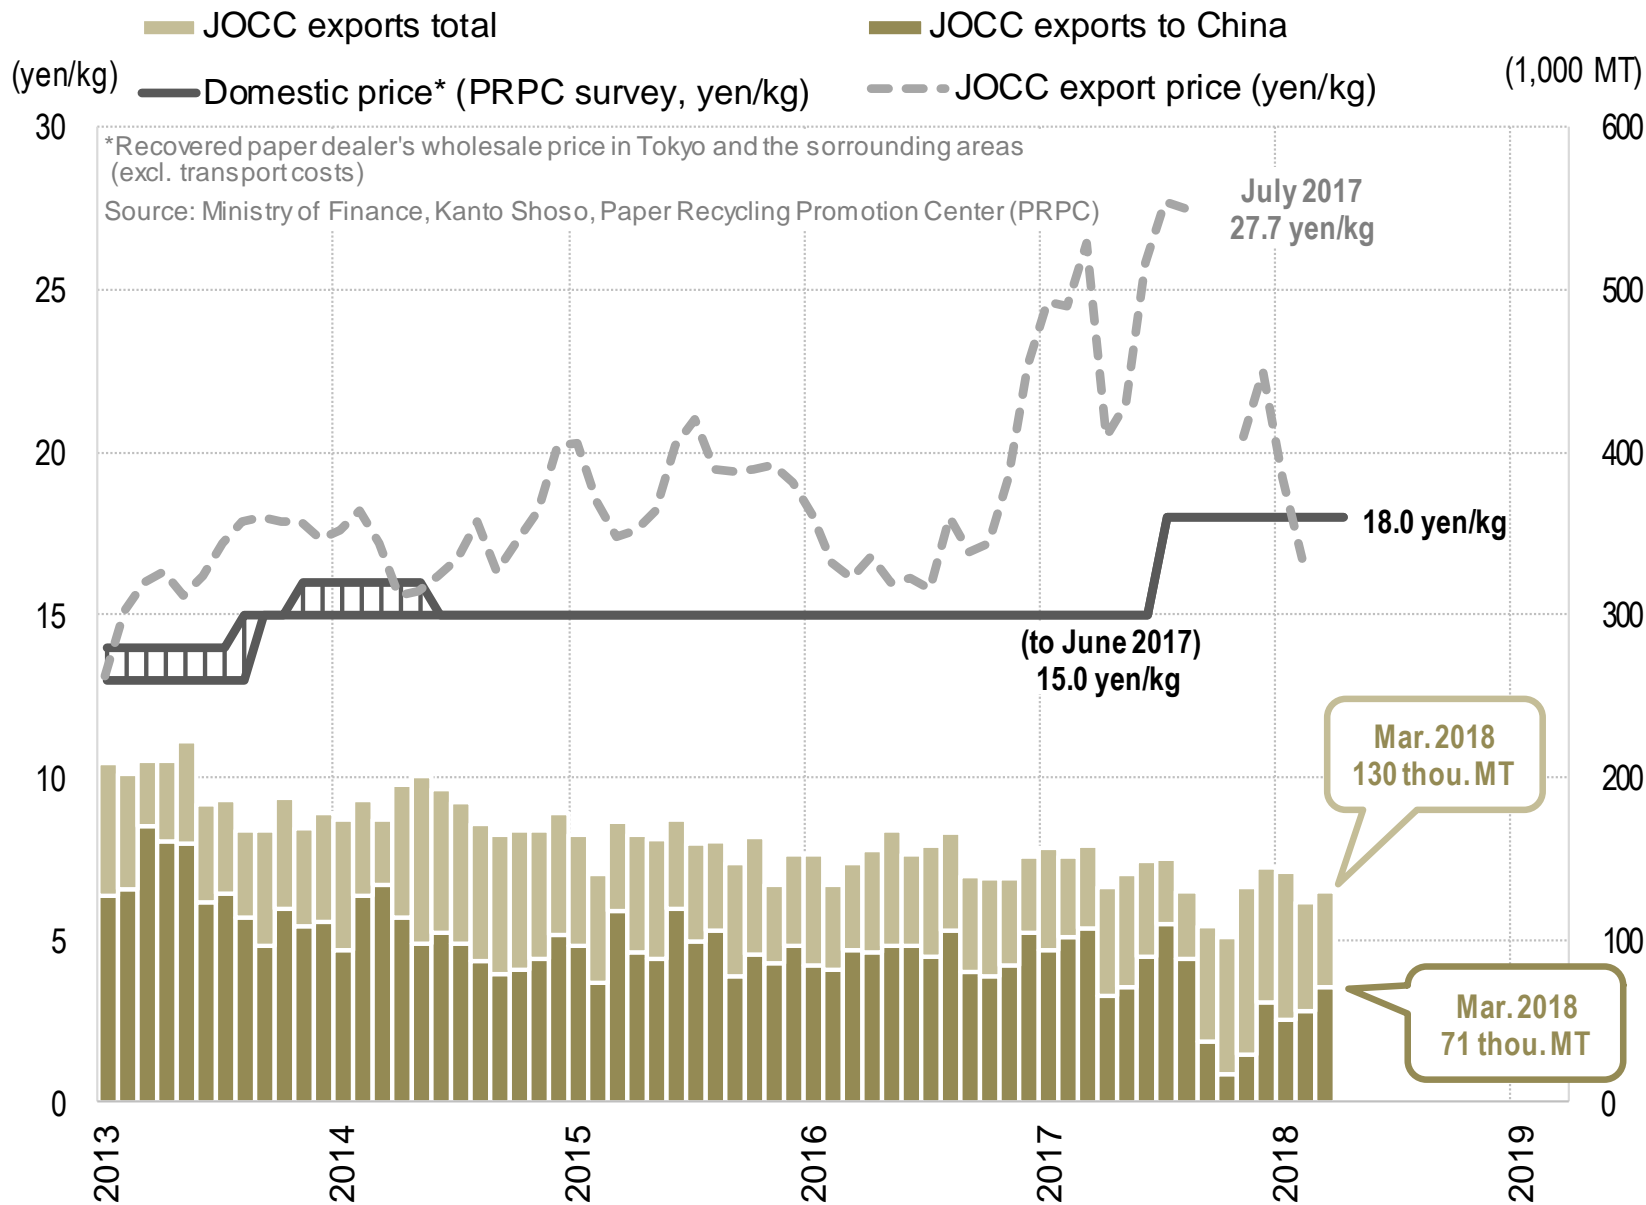 JOCC exports total
JOCC exports to China
(yen/kg)
Domestic price* (PRPC survey, yen/kg)
JOCC export price (yen/kg)
(1,000 MT)
30
*Recovered paper dealer's wholesale price in Tokyo and the sorrounding areas
(excl. transport costs)
Source: Ministry of Finance, Kanto Shoso, Paper Recycling Promotion Center (PRPC)
600
July 2017
27.7 yen/kg
25
500
20
400
18.0 yen/kg
15
300
(to June 2017)
15.0 yen/kg
Mar. 2018
130 thou. MT
10
200
5
100
Mar. 2018
71 thou. MT
0
0
2013
2014
2015
2016
2017
2018
2019